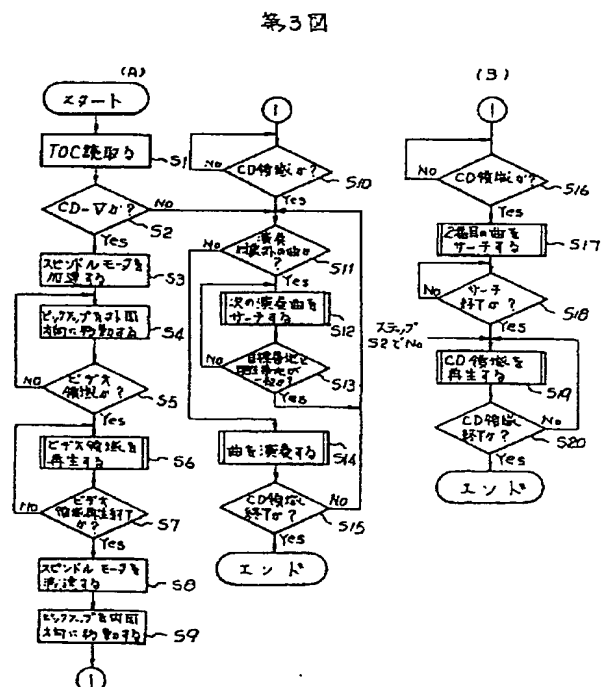 第3図
(A)
スタート
TOC読取る
S1
CD-Vか?
S2
No
Yes
スピンドルモータを
加速する
S3
ピックアップを外周
方向に移動する
S4
ビデオ
領域か?
S5
No
Yes
ビデオ領域を
再生する
S6
ビデオ
領域再生終了
か?
S7
No
Yes
スピンドルモータを
減速する
S8
ピックアップを内周
方向に移動する
S9
1
1
CD領域か?
S10
No
Yes
演奏
対象外の曲か
?
S11
No
Yes
次の演奏曲を
サーチする
S12
目標番地と
現在番地が
一致か?
S13
No
Yes
曲を演奏する
S14
CD領域
終了か?
S15
No
Yes
エンド
(B)
1
CD領域か?
S16
No
Yes
2番目の曲を
サーチする
S17
サーチ
終了か?
S18
No
Yes
ステップ
S2でNo
CD領域を
再生する
S19
CD領域
終了か?
S20
No
Yes
エンド